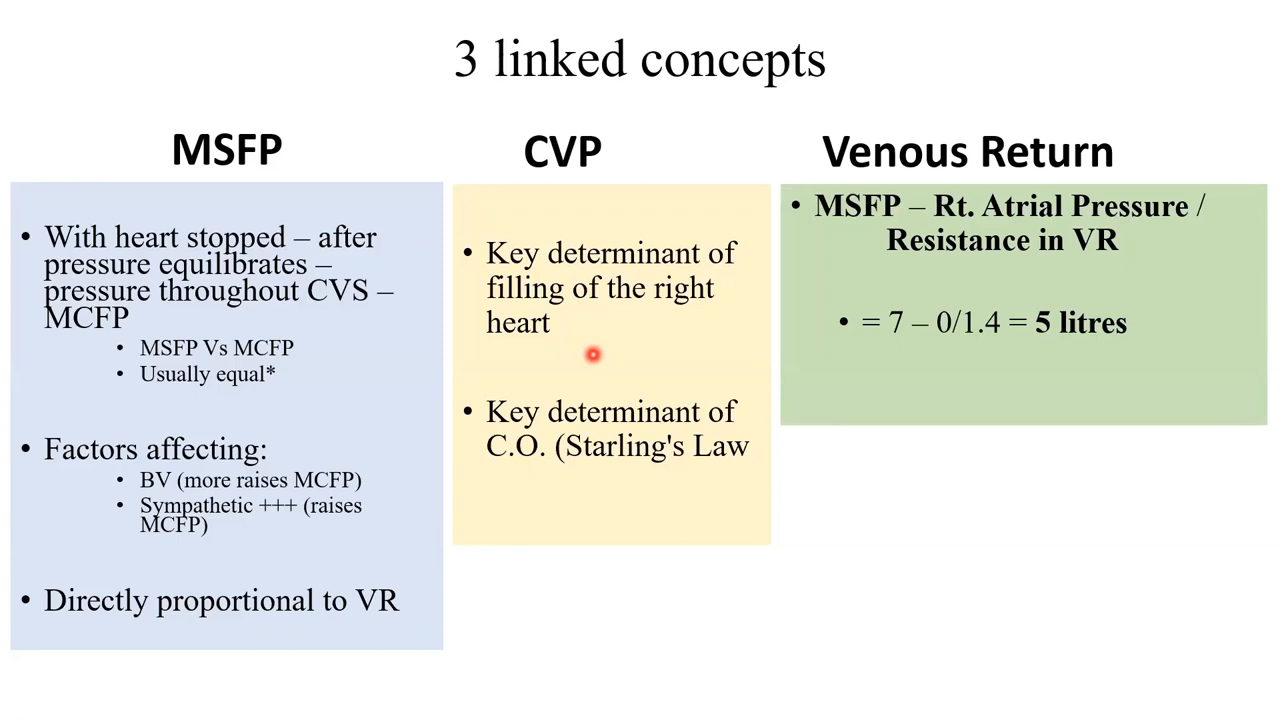 3 linked concepts
MSFP
• With heart stopped – after
pressure equilibrates –
pressure throughout CVS –
MCFP
• MSFP Vs MCFP
• Usually equal*
• Factors affecting:
• BV (more raises MCFP)
• Sympathetic +++ (raises
MCFP)
• Directly proportional to VR
CVP
• Key determinant of
filling of the right
heart
• Key determinant of
C.O. (Starling's Law
Venous Return
• MSFP – Rt. Atrial Pressure /
Resistance in VR
• = 7 – 0/1.4 = 5 litres